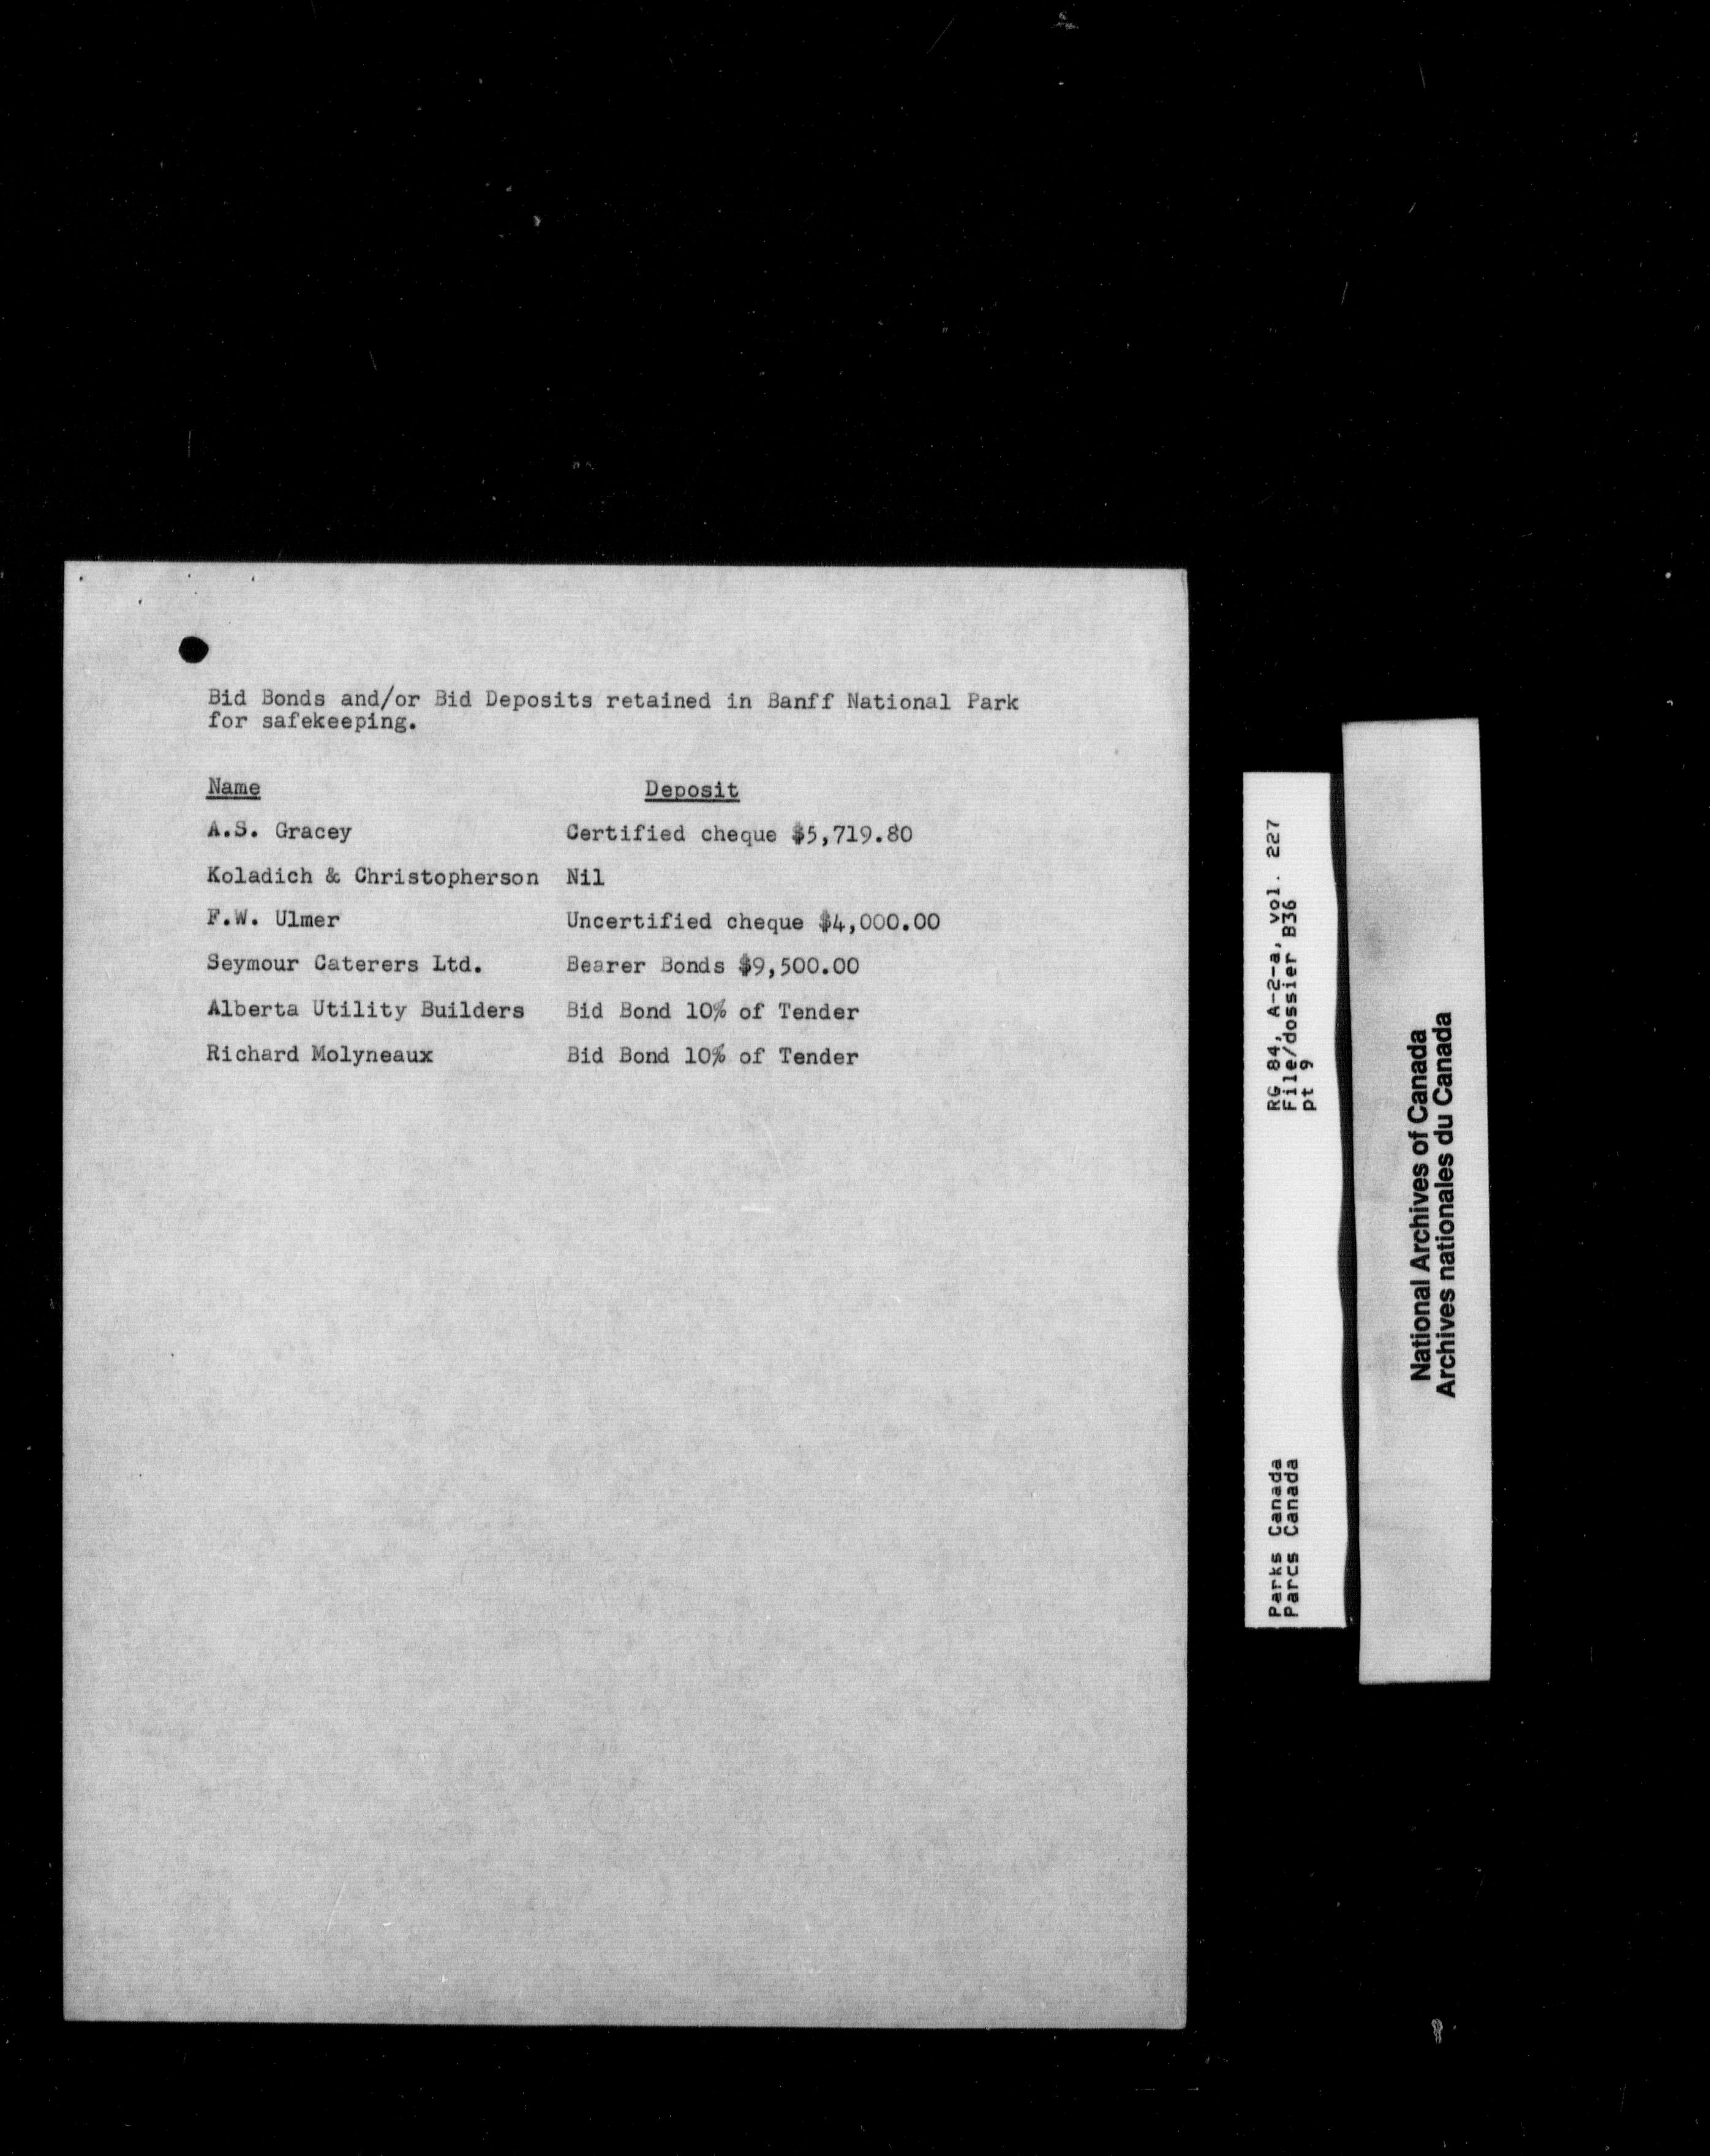 Bid Bonds and/or Bid Deposits retained in Banff National Park
for safekeeping.
Name Deposit
A.S. Gracey Certified cheque $5,719.80
Koladich & Christopherson Nil
F.W. Ulmer Uncertified cheque $4,000.00
Seymour Caterers Ltd. Bearer Bonds $9,500.00
Alberta Utility Builders Bid Bond 10% of Tender
Richard Molyneaux Bid Bond 10% of Tender
Parks Canada RG 84, A-2-a, vol. 227
Parcs Canada File/dossier B36
pt 9
National Archives of Canada
Archives nationales du Canada